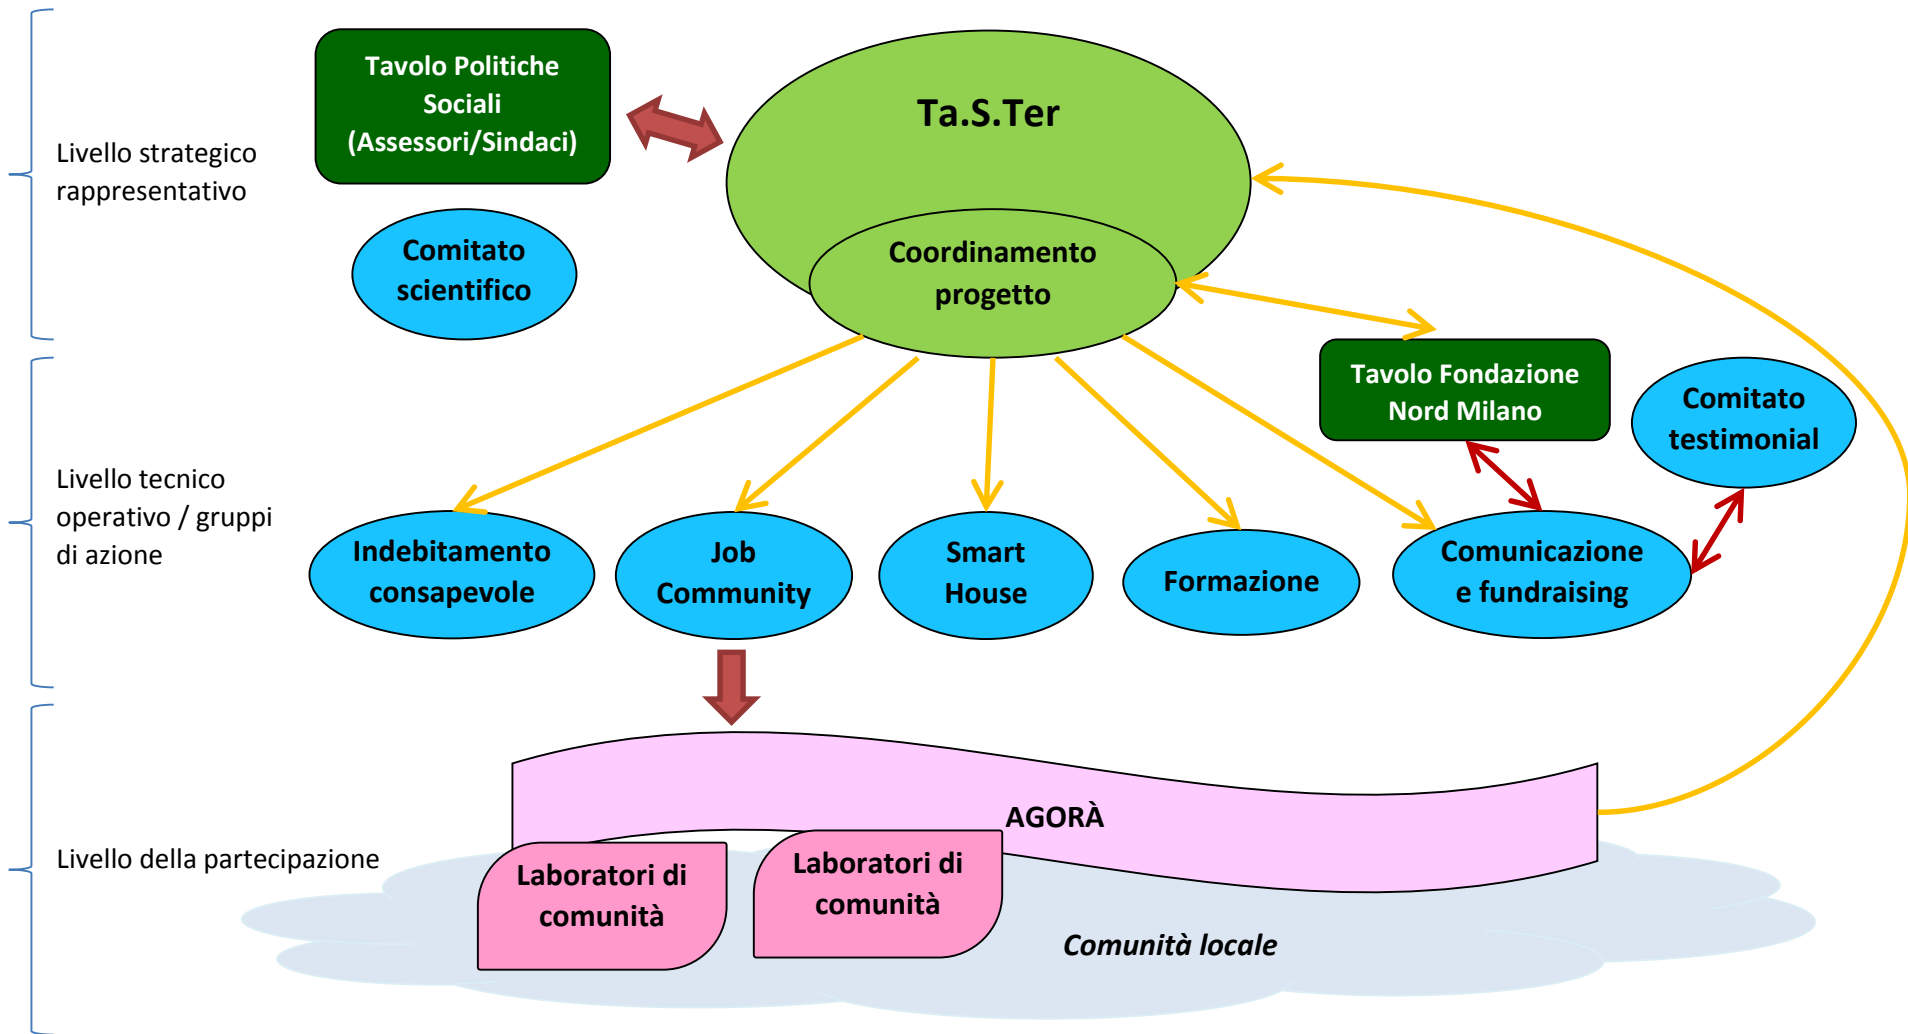 Tavolo Politiche
Sociali
(Assessori/Sindaci)
Ta.S.Ter
Livello strategico
rappresentativo
Comitato
scientifico
Coordinamento
progetto
Tavolo Fondazione
Nord Milano
Comitato
testimonial
Livello tecnico
operativo / gruppi
di azione
Indebitamento
consapevole
Job
Community
Smart
House
Formazione
Comunicazione
e fundraising
AGORÀ
Livello della partecipazione
Laboratori di
comunità
Laboratori di
comunità
Comunità locale